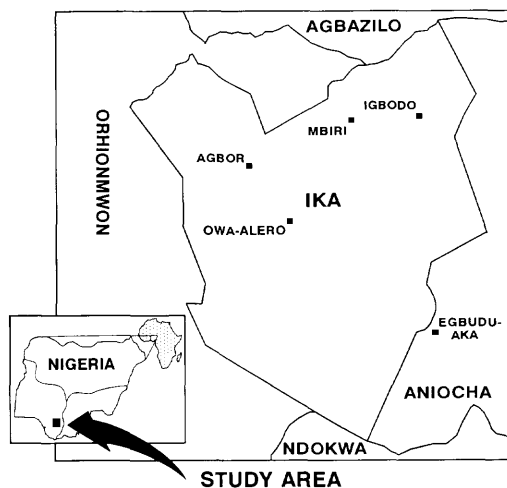 AGBAZILO
ORHIONMWON
IGBODO
MBIRI
AGBOR
IKA
OWA-ALERO
EGBUDU-
AKA
NIGERIA
ANIOCHA
NDOKWA
STUDY AREA